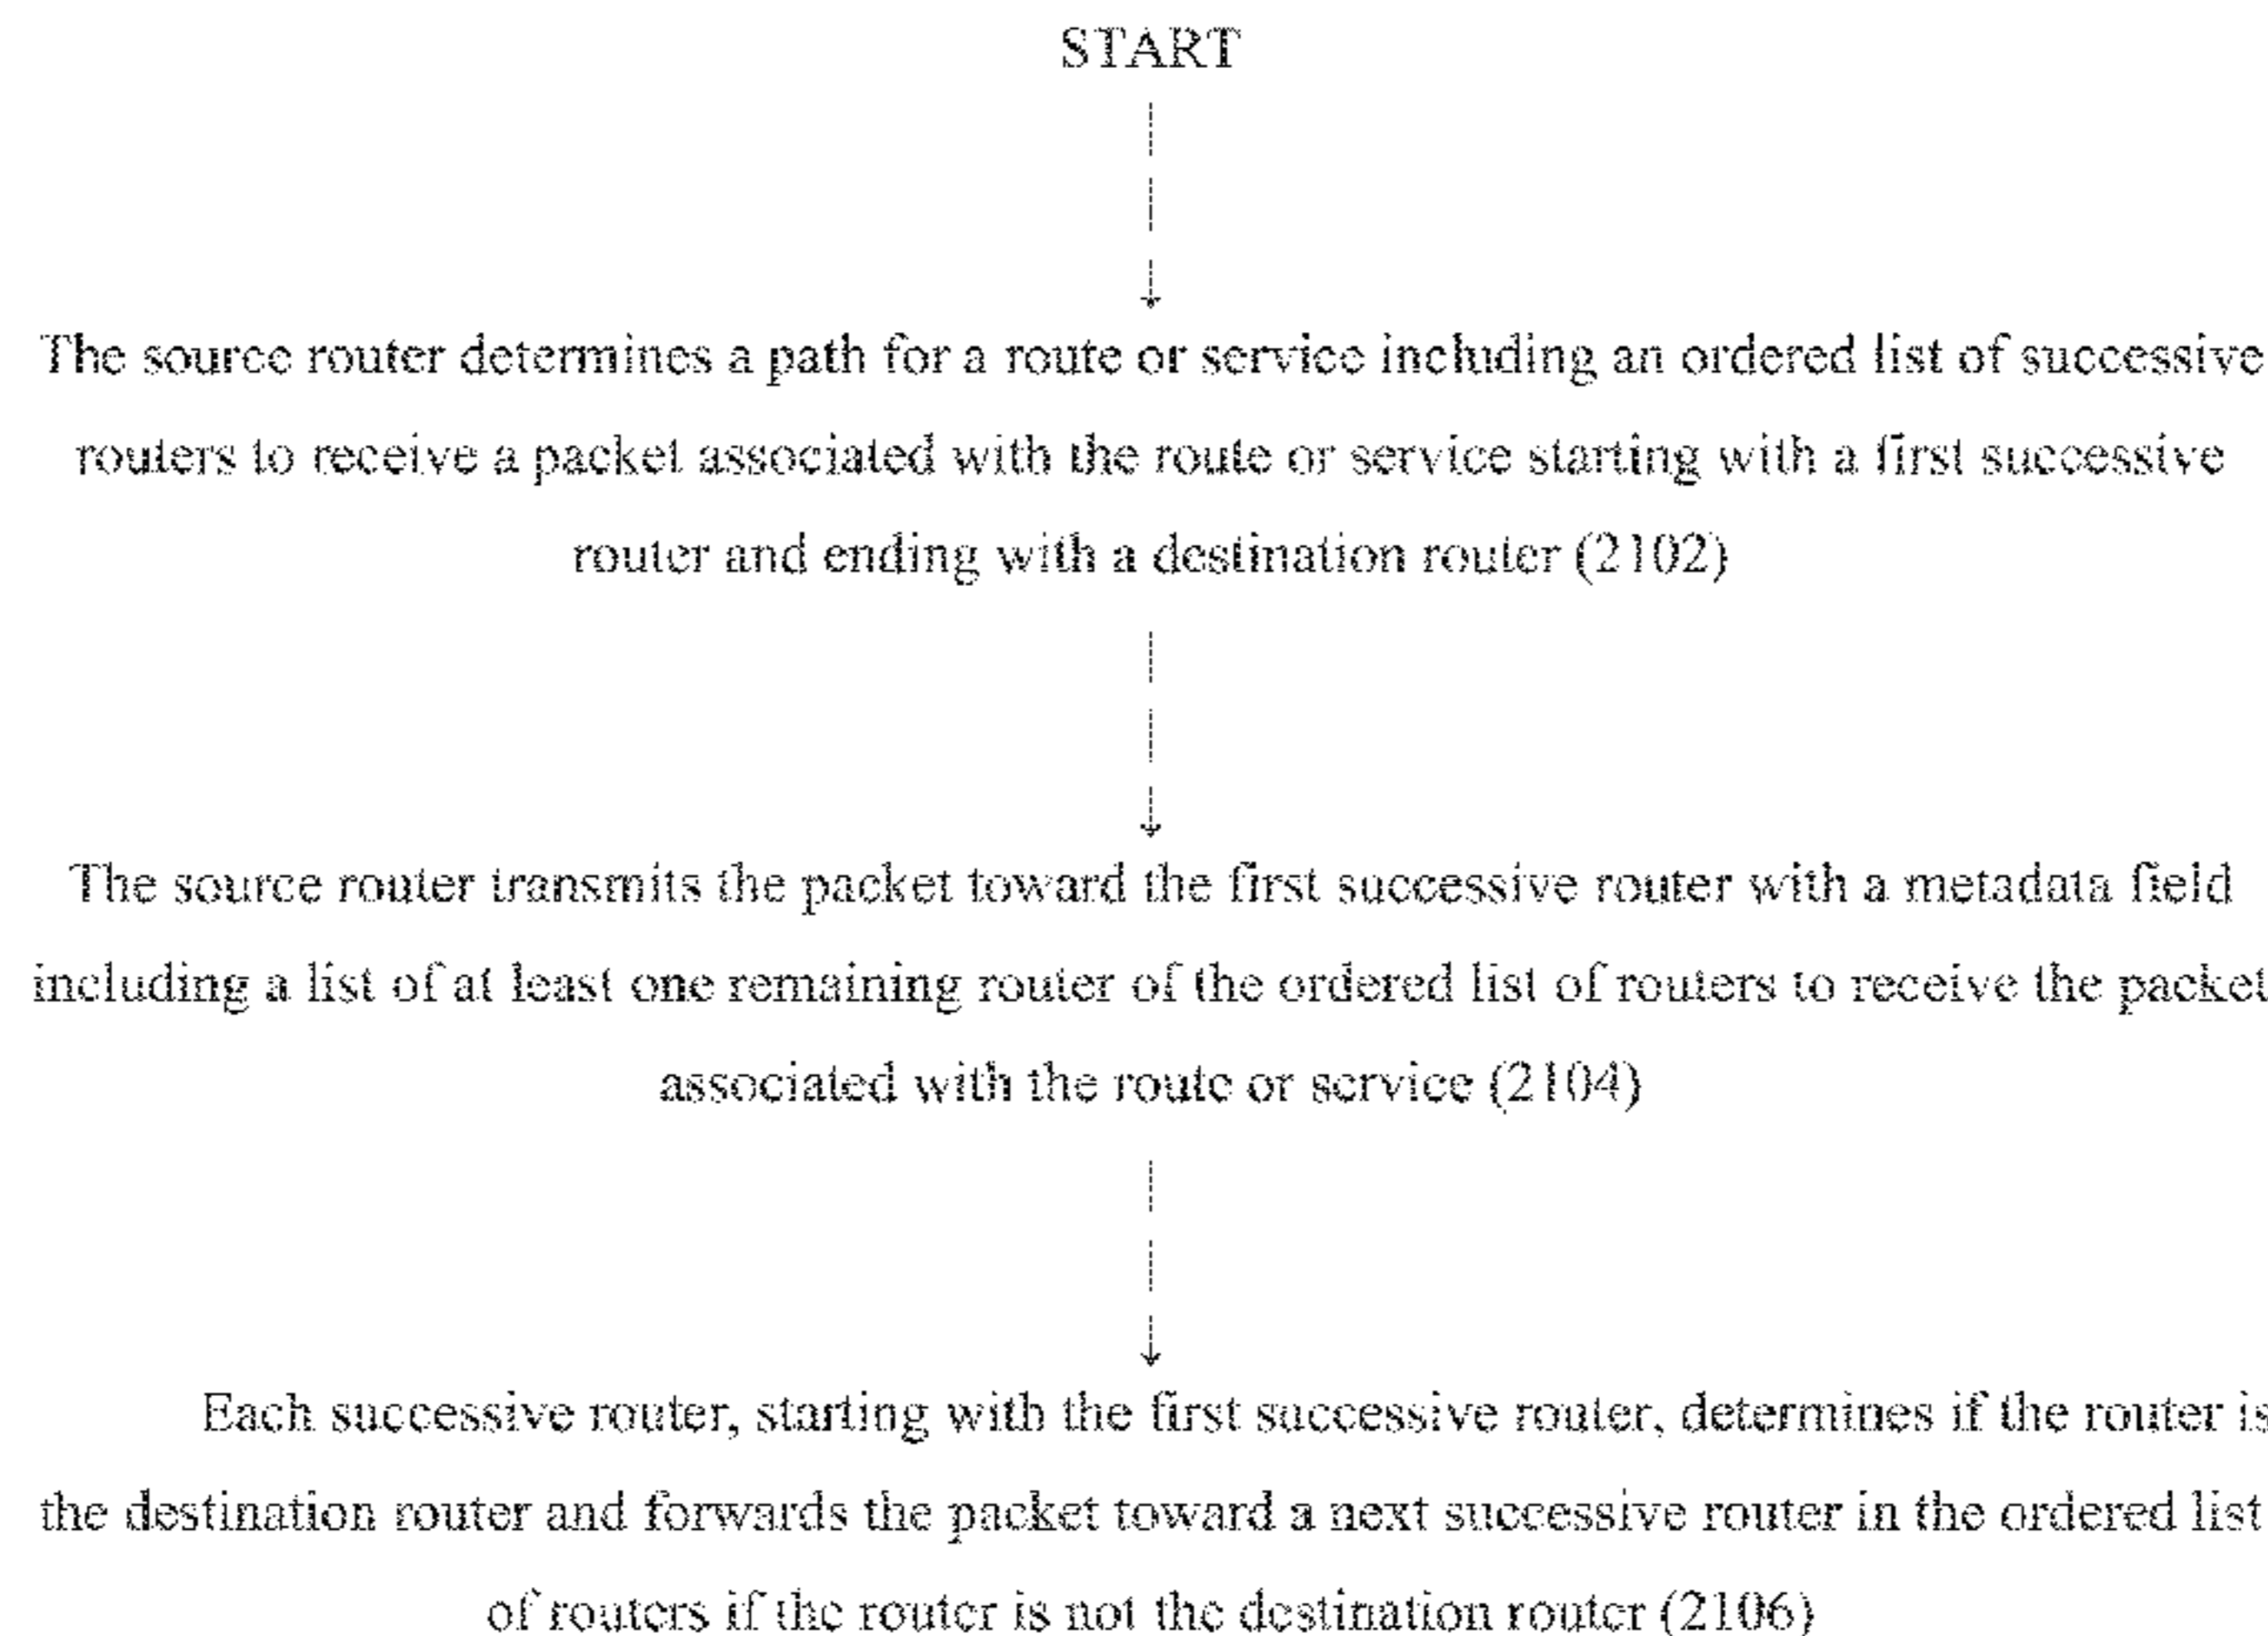 START
The source router determines a path for a route or service including an ordered list of successive
routers to receive a packet associated with the route or service starting with a first successive
router and ending with a destination router (2102)
The source router transmits the packet toward the first successive router with a metadata field
including a list of at least one remaining router of the ordered list of routers to receive the packet
associated with the route or service (2104)
Each successive router, starting with the first successive router, determines if the router is
the destination router and forwards the packet toward a next successive router in the ordered list
of routers if the router is not the destination router (2106)